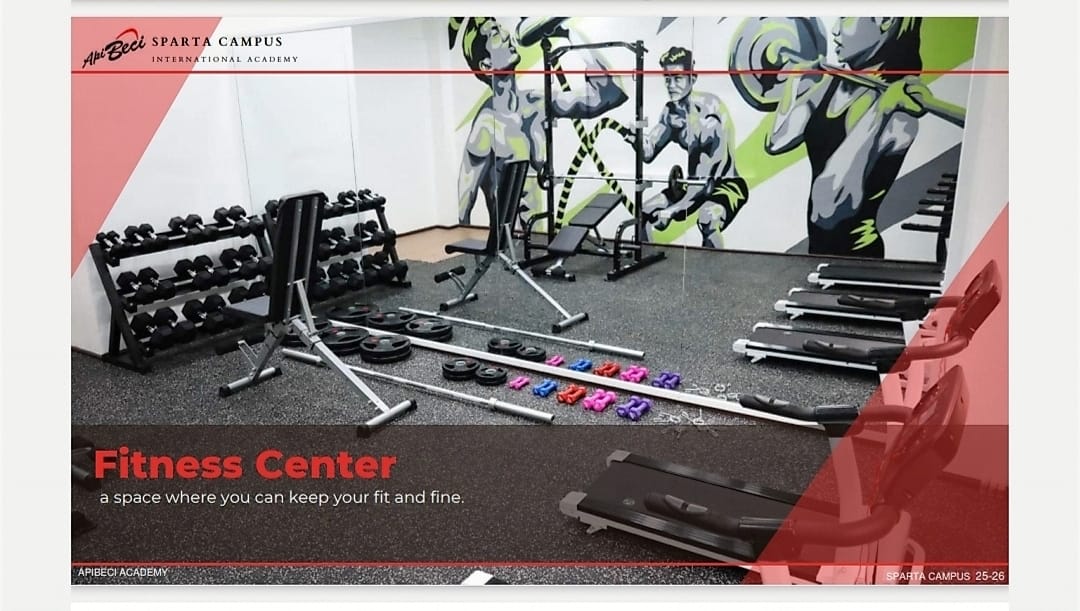 ApiBeci SPARTA CAMPUS
INTERNATIONAL ACADEMY
Fitness Center
a space where you can keep your fit and fine.
APIBECI ACADEMY
SPARTA CAMPUS 25-26